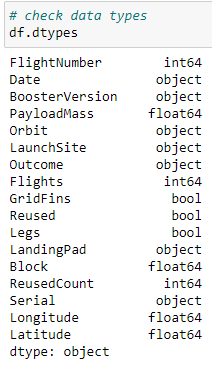 # check data types
df.dtypes
FlightNumber int64
Date object
BoosterVersion object
PayloadMass float64
Orbit object
LaunchSite object
Outcome object
Flights int64
GridFins bool
Reused bool
Legs bool
LandingPad object
Block float64
ReusedCount int64
Serial object
Longitude float64
Latitude float64
dtype: object